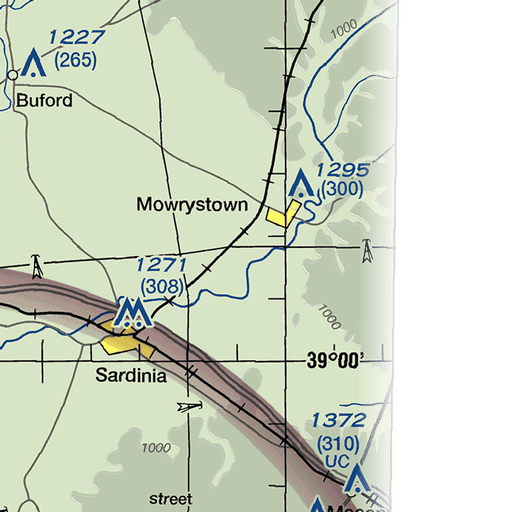 1000
1227
(265)
Buford
1295
(300)
Mowrystown
1271
(308)
1000
39°00'
Sardinia
1372
(310)
UC
1000
street